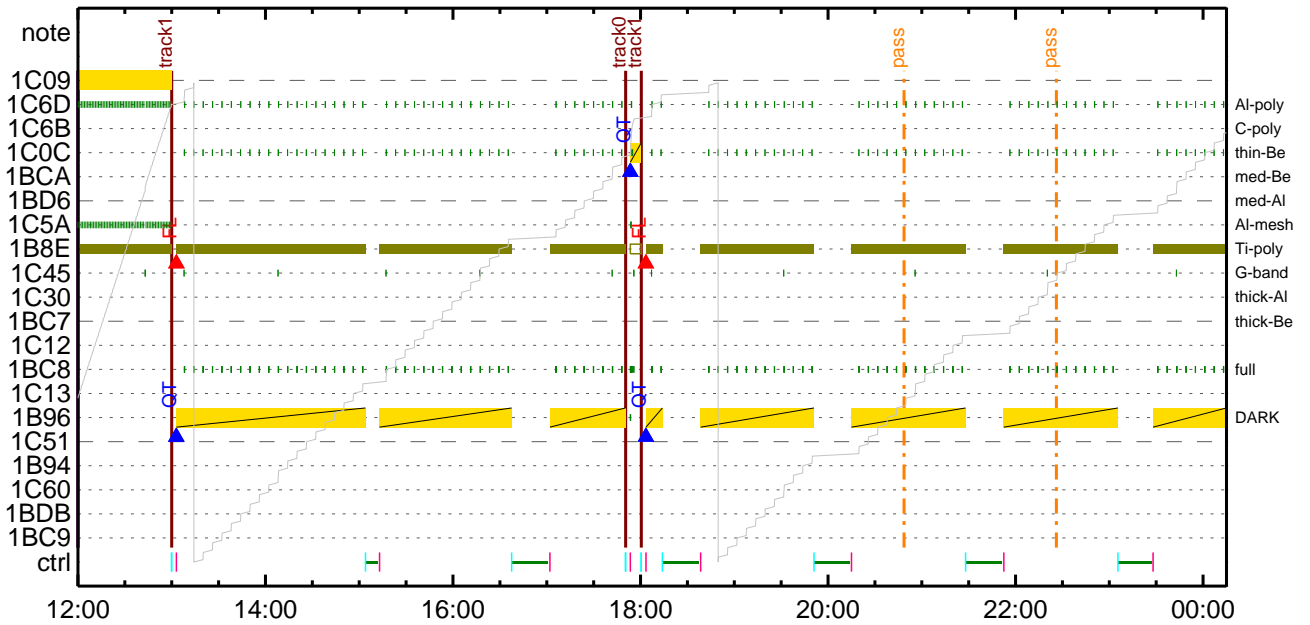 note
track1
track0
track1
pass
pass
1C09
1C6D
Al-poly
1C6B
C-poly
QT
1C0C
thin-Be
1BCA
med-Be
1BD6
med-Al
1C5A
Al-mesh
FL
FL
1B8E
Ti-poly
1C45
G-band
1C30
thick-Al
1BC7
thick-Be
1C12
1BC8
full
1C13
QT
QT
1B96
DARK
1C51
1B94
1C60
1BDB
1BC9
ctrl
12:00 14:00 16:00 18:00 20:00 22:00 00:00